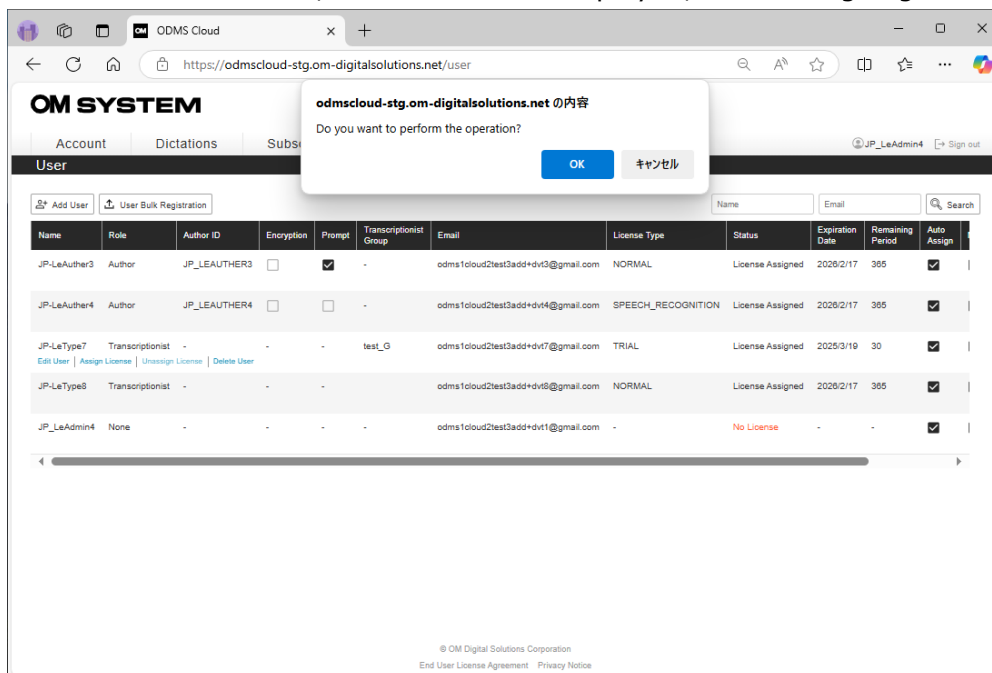 ODMS Cloud
https://odmscloud-stg.om-digitalsolutions.net/user
OM SYSTEM
odmscloud-stg.om-digitalsolutions.net の内容
Do you want to perform the operation?
OK キャンセル
Account Dictations Subs
JP_LeAdmin4 Sign out
User
Add User User Bulk Registration Name Email Search
Name Role Author ID Encryption Prompt Transcriptionist Group Email License Type Status Expiration Date Remaining Period Auto Assign
JP-LeAuther3 Author JP_LEAUTHER3 - odms1cloud2test3add+dvt3@gmail.com NORMAL License Assigned 2026/2/17 365
JP-LeAuther4 Author JP_LEAUTHER4 - odms1cloud2test3add+dvt4@gmail.com SPEECH_RECOGNITION License Assigned 2026/2/17 365
JP-LeType7 Transcriptionist - - - test_G odms1cloud2test3add+dvt7@gmail.com TRIAL License Assigned 2025/3/19 30
Edit User | Assign License | Unassign License | Delete User
JP-LeType8 Transcriptionist - - - odms1cloud2test3add+dvt8@gmail.com NORMAL License Assigned 2026/2/17 365
JP_LeAdmin4 None - - - - odms1cloud2test3add+dvt1@gmail.com - No License - -
© OM Digital Solutions Corporation
End User License Agreement Privacy Notice